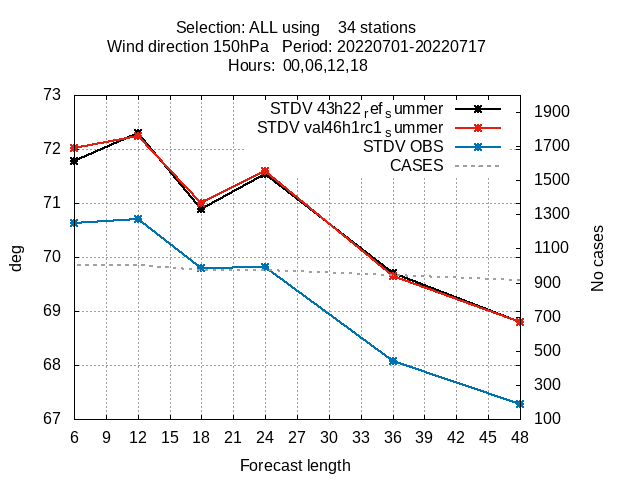 Selection: ALL using    34 stations
Wind direction 150hPa   Period: 20220701-20220717
Hours: 00,06,12,18
STDV 43h22_ref_summer
STDV val46h1rc1_summer
STDV OBS
CASES
73
72
71
70
69
68
67
deg
1900
1700
1500
1300
1100
900
700
500
300
100
No cases
6 9 12 15 18 21 24 27 30 33 36 39 42 45 48
Forecast length